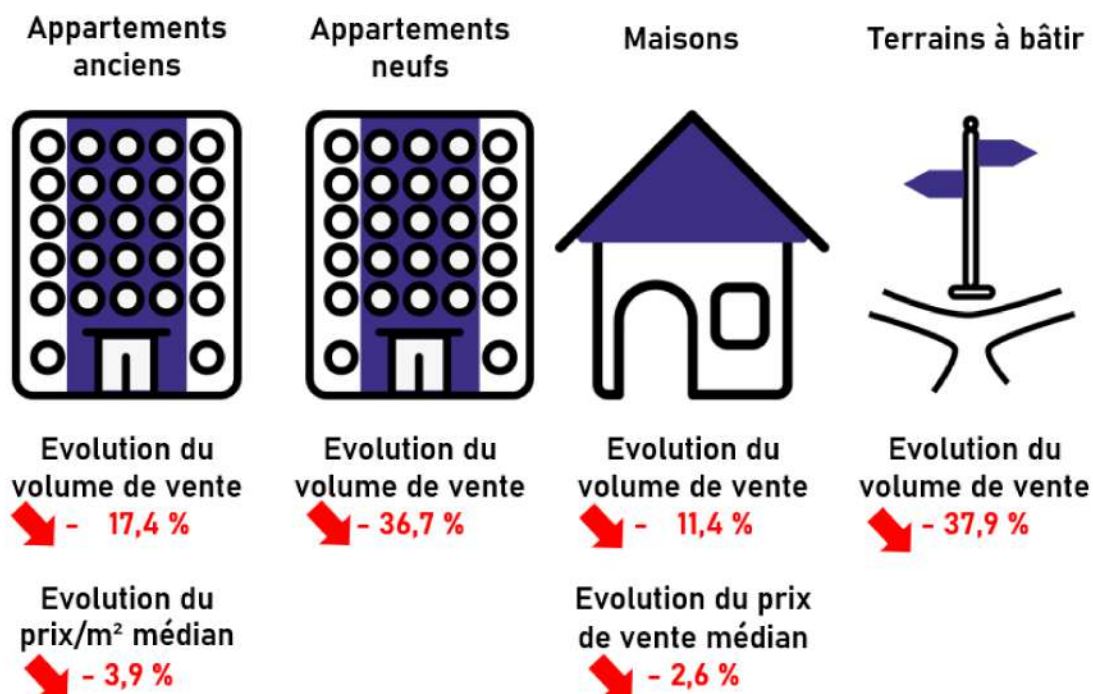 Appartements
anciens
Appartements
neufs
Maisons
Terrains à bâtir
Evolution du
volume de vente
- 17,4 %
Evolution du
volume de vente
- 36,7 %
Evolution du
volume de vente
- 11,4 %
Evolution du
volume de vente
- 37,9 %
Evolution du
prix/m² médian
- 3,9 %
Evolution du prix
de vente médian
- 2,6 %